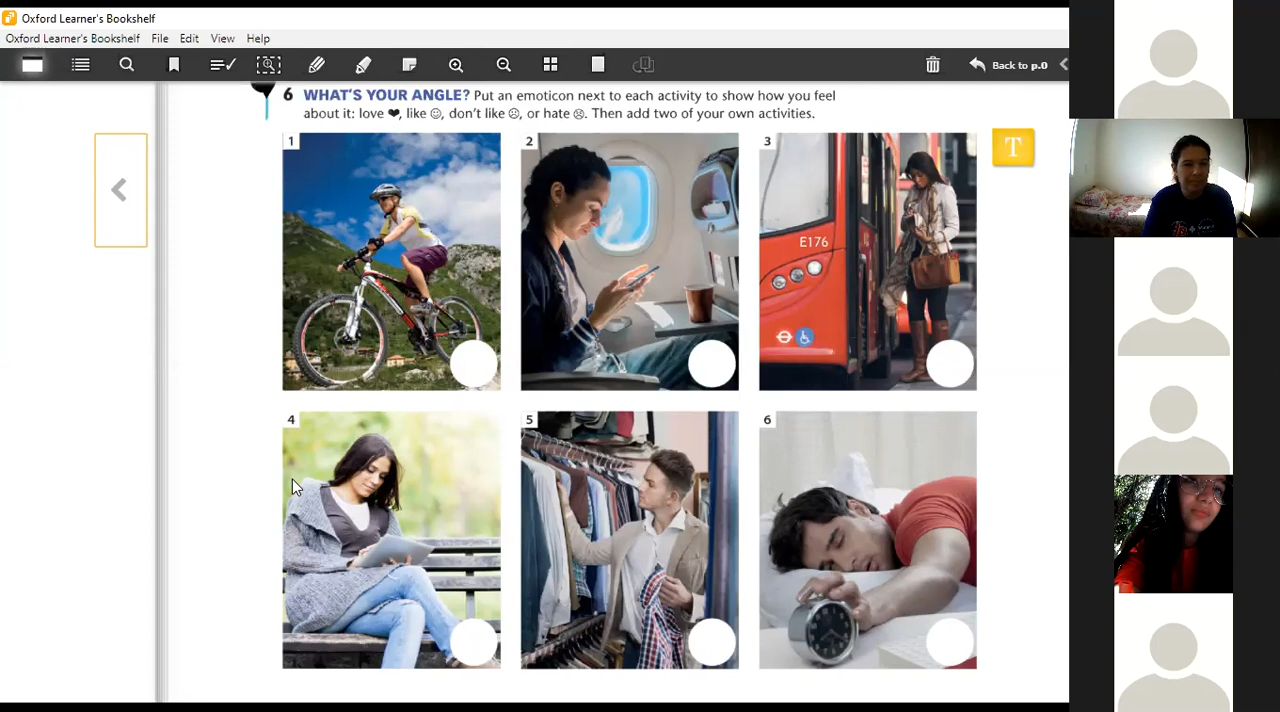 Oxford Learner's Bookshelf
Oxford Learner's Bookshelf File Edit View Help
Back to p.0
6 WHAT'S YOUR ANGLE? Put an emoticon next to each activity to show how you feel
about it: love ❤, like ☺, don't like ☹, or hate ☹. Then add two of your own activities.
1
2
3
T
E176
4
5
6